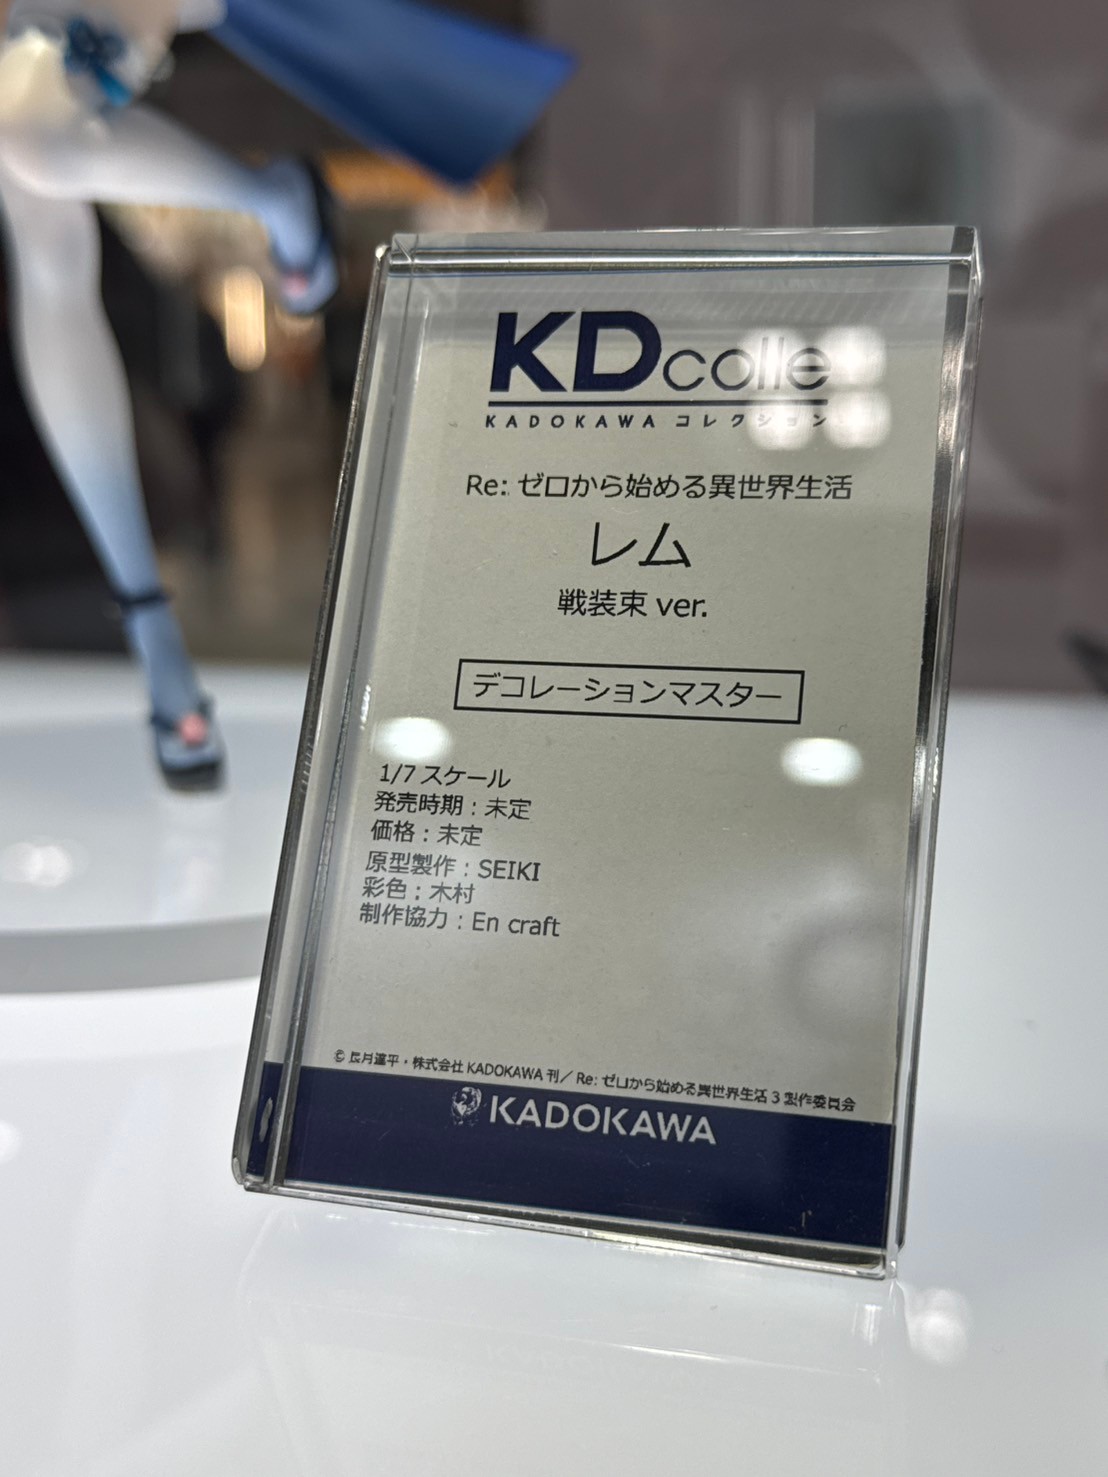 KDcolle
KADOKAWA コレクション
Re: ゼロから始める異世界生活
レム
戦装束 ver.
デコレーションマスター
1/7 スケール
発売時期：未定
価格：未定
原型製作：SEIKI
彩色：木村
制作協力：En craft
© 長月達平・株式会社 KADOKAWA 刊／Re: ゼロから始める異世界生活 3 製作委員会
KADOKAWA